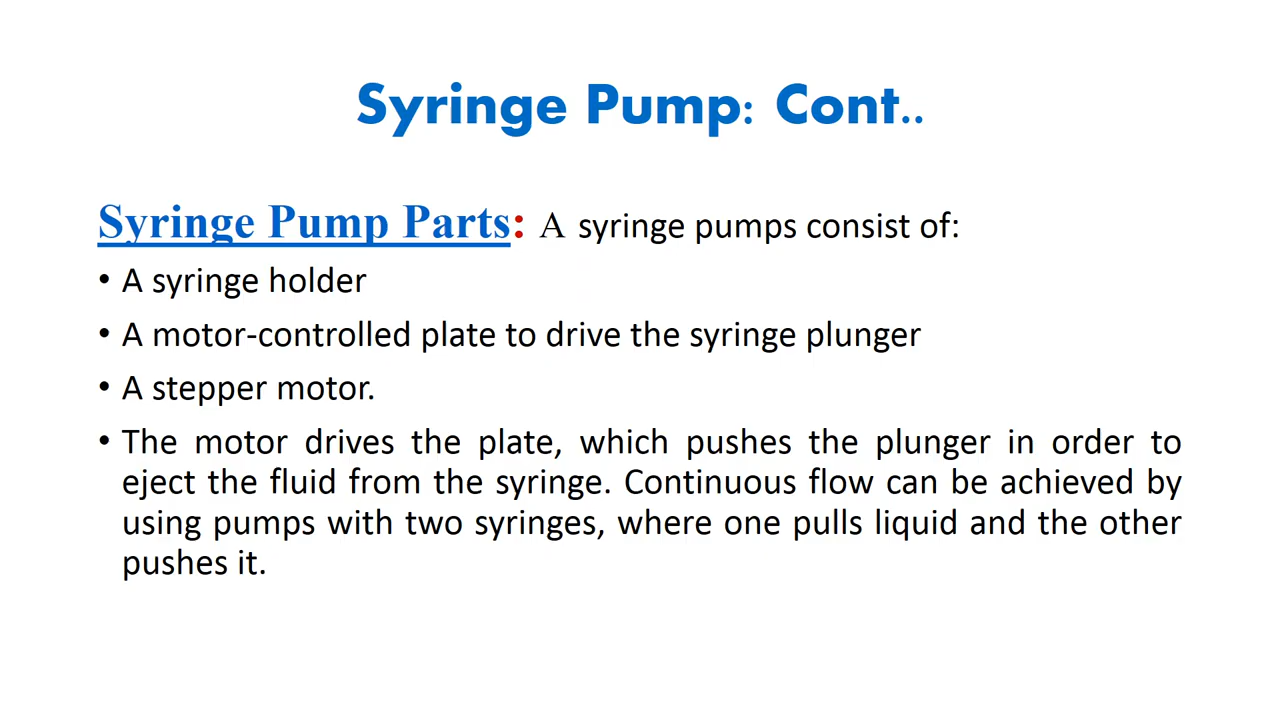 Syringe Pump: Cont..
Syringe Pump Parts: A syringe pumps consist of:
• A syringe holder
• A motor-controlled plate to drive the syringe plunger
• A stepper motor.
• The motor drives the plate, which pushes the plunger in order to
eject the fluid from the syringe. Continuous flow can be achieved by
using pumps with two syringes, where one pulls liquid and the other
pushes it.